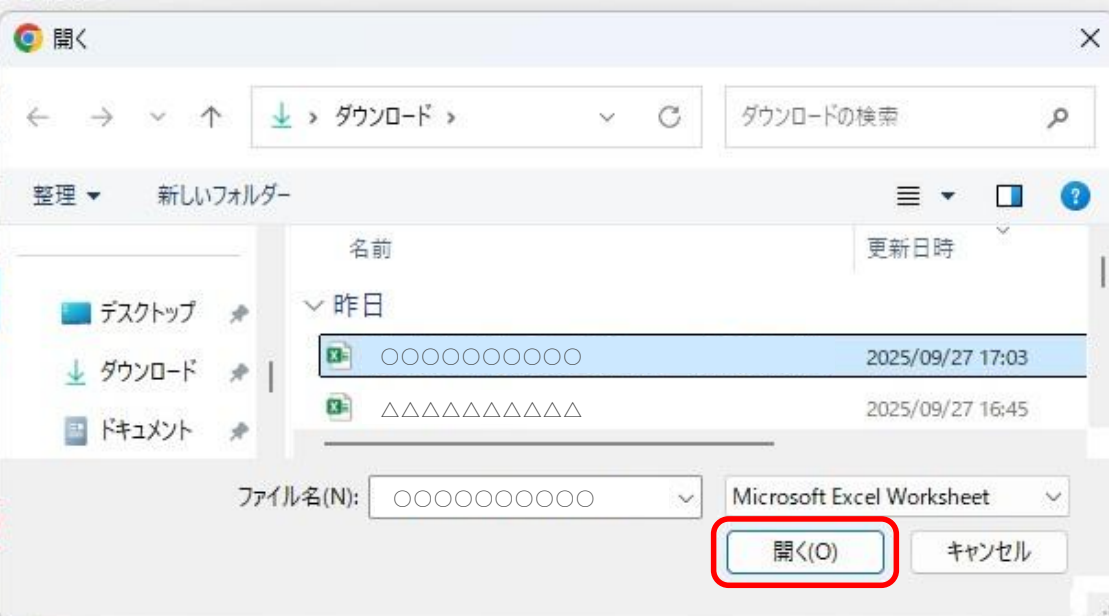 開く
ダウンロード
ダウンロードの検索
整理
新しいフォルダー
名前
更新日時
デスクトップ
ダウンロード
ドキュメント
昨日
○○○○○○○○○○ 2025/09/27 17:03
△△△△△△△△△△ 2025/09/27 16:45
ファイル名(N): ○○○○○○○○○○ Microsoft Excel Worksheet
開く(O) キャンセル